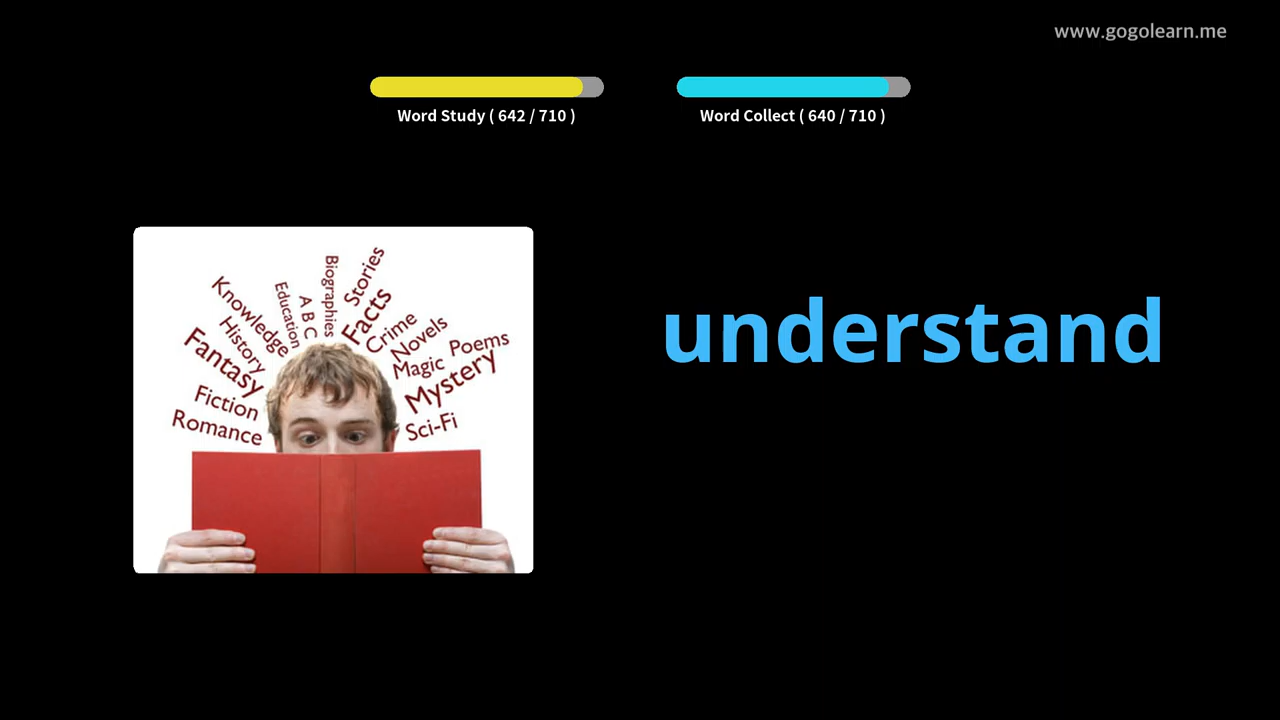 www.gogolearn.me
Word Study ( 642 / 710 )
Word Collect ( 640 / 710 )
understand
Romance
Fiction
Fantasy
History
Knowledge
Education
A B C
Biographies
Stories
Facts
Crime
Novels
Magic
Poems
Mystery
Sci-Fi